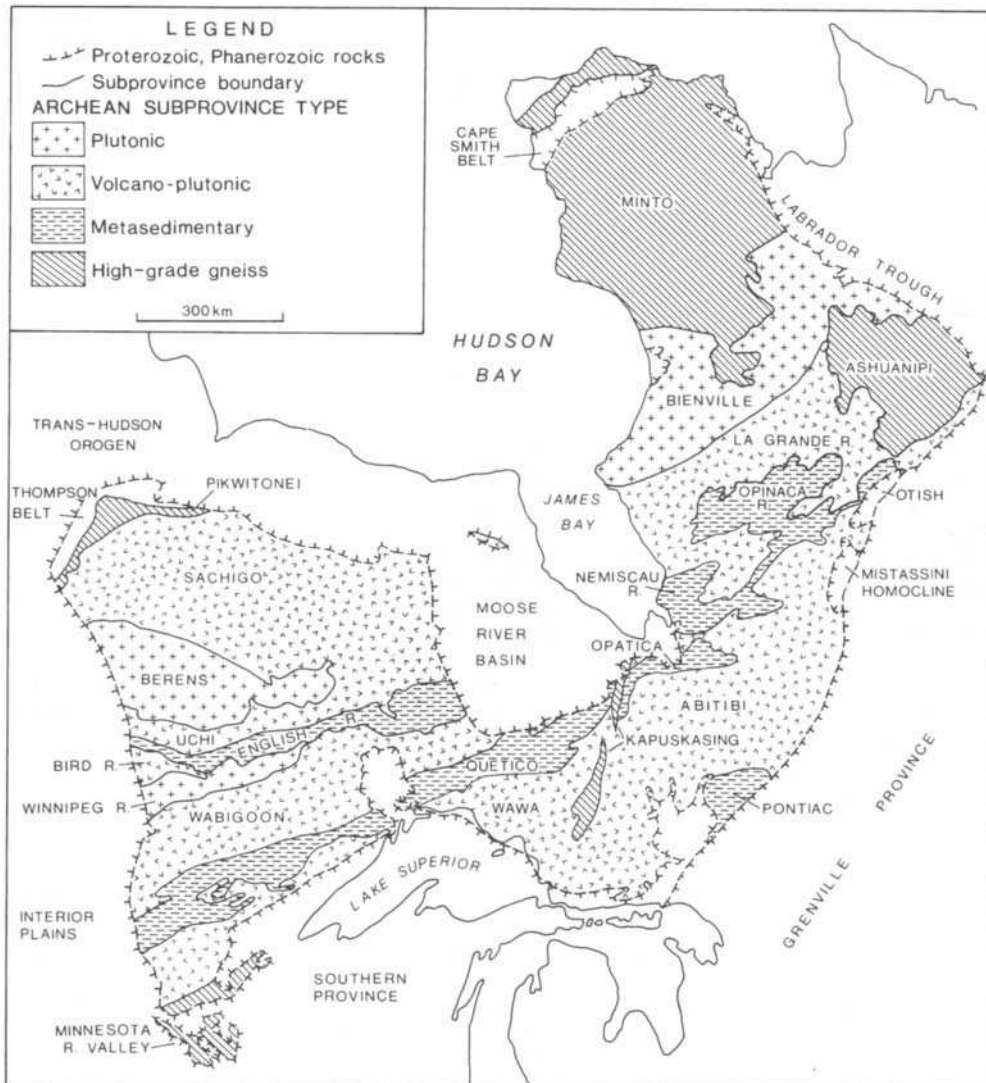 LEGEND
Proterozoic, Phanerozoic rocks
Subprovince boundary
ARCHEAN SUBPROVINCE TYPE
Plutonic
Volcano-plutonic
Metasedimentary
High-grade gneiss
300 km
CAPE
SMITH
BELT
MINTO
LABRADOR TROUGH
HUDSON
BAY
ASHUANIPI
BIENVILLE
TRANS-HUDSON
OROGEN
LA GRANDE R.
THOMPSON
BELT
PIKWITONEI
OPINACA
R.
OTISH
JAMES
BAY
SACHIGO
NEMISCAU
R.
MISTASSINI
HOMOCLINE
MOOSE
RIVER
BASIN
OPATICA
BERENS
ABITIBI
UCHI
ENGLISH R.
KAPUSKASING
BIRD R.
QUETICO
WINNIPEG R.
WABIGOON
WAWA
PONTIAC
GRENVILLE PROVINCE
LAKE SUPERIOR
INTERIOR
PLAINS
SOUTHERN
PROVINCE
MINNESOTA
R. VALLEY